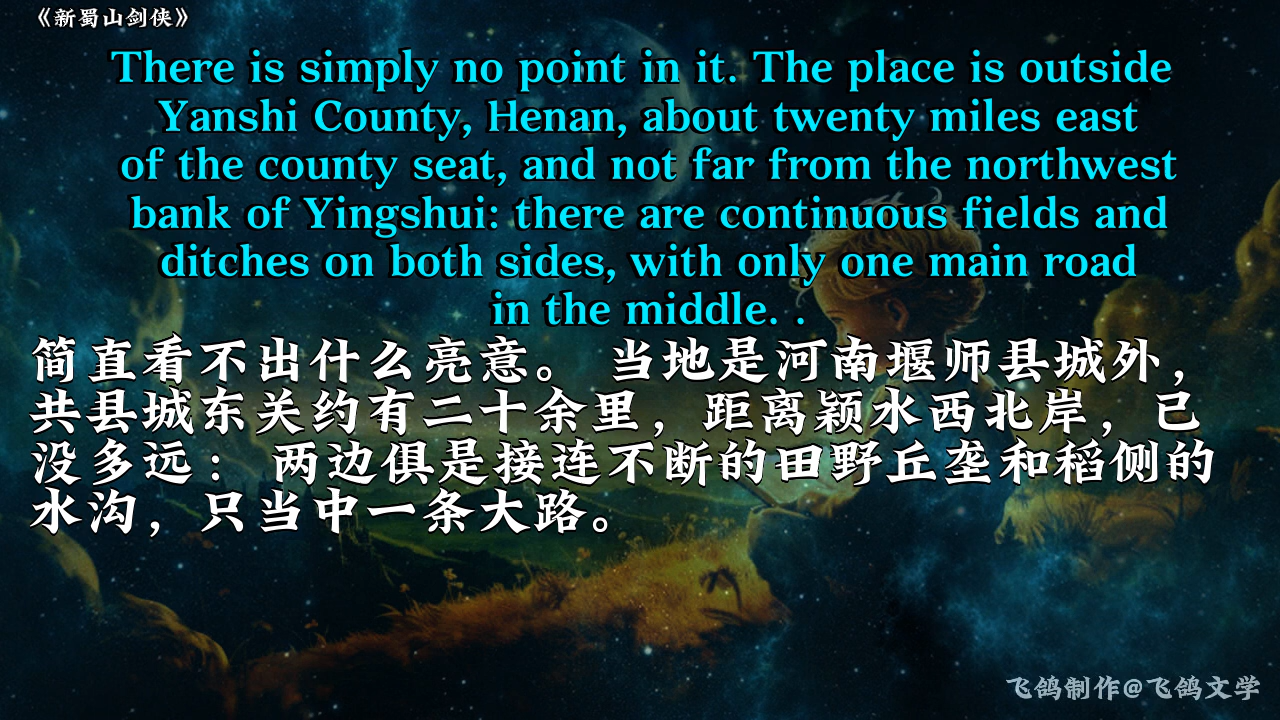 《新蜀山剑侠》
There is simply no point in it. The place is outside
Yanshi County, Henan, about twenty miles east
of the county seat, and not far from the northwest
bank of Yingshui: there are continuous fields and
ditches on both sides, with only one main road
in the middle. .
简直看不出什么亮意。 当地是河南堰师县城外，
共县城东关约有二十余里，距离颖水西北岸，己
没多远： 两边俱是接连不断的田野丘垄和稻侧的
水沟，只当中一条大路。
飞鸽制作@飞鸽文学